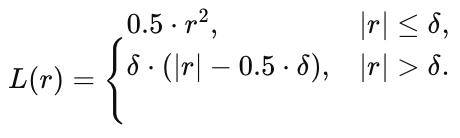 L(r) = { 0.5 · r², |r| ≤ δ,
δ · (|r| − 0.5 · δ), |r| > δ.